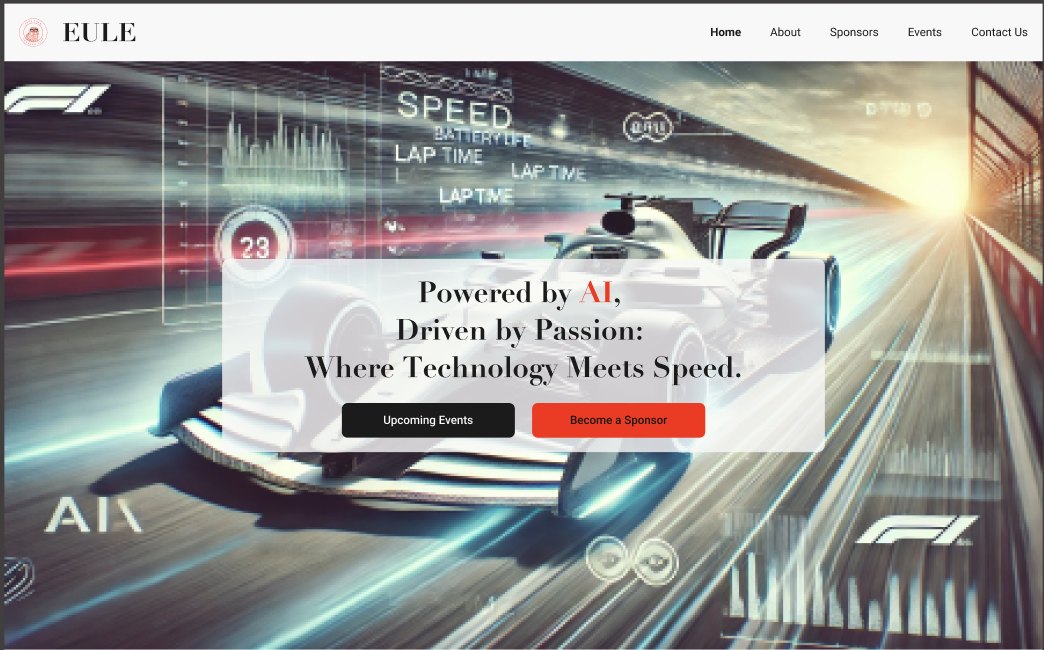 EULE
Home
About
Sponsors
Events
Contact Us
SPEED
BATTERY LIFE
LAP TIME
LAP TIME
LAP TIME
23
Powered by AI,
Driven by Passion:
Where Technology Meets Speed.
Upcoming Events
Become a Sponsor
AI